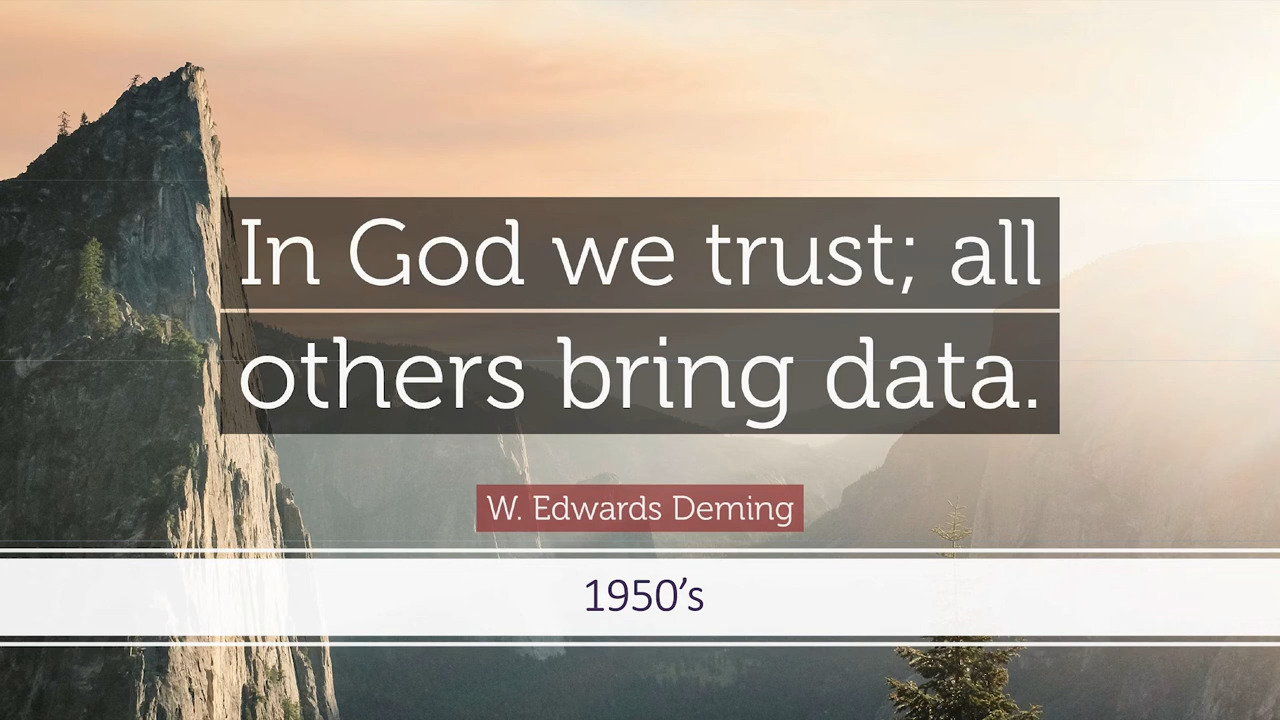 In God we trust; all
others bring data.
W. Edwards Deming
1950’s